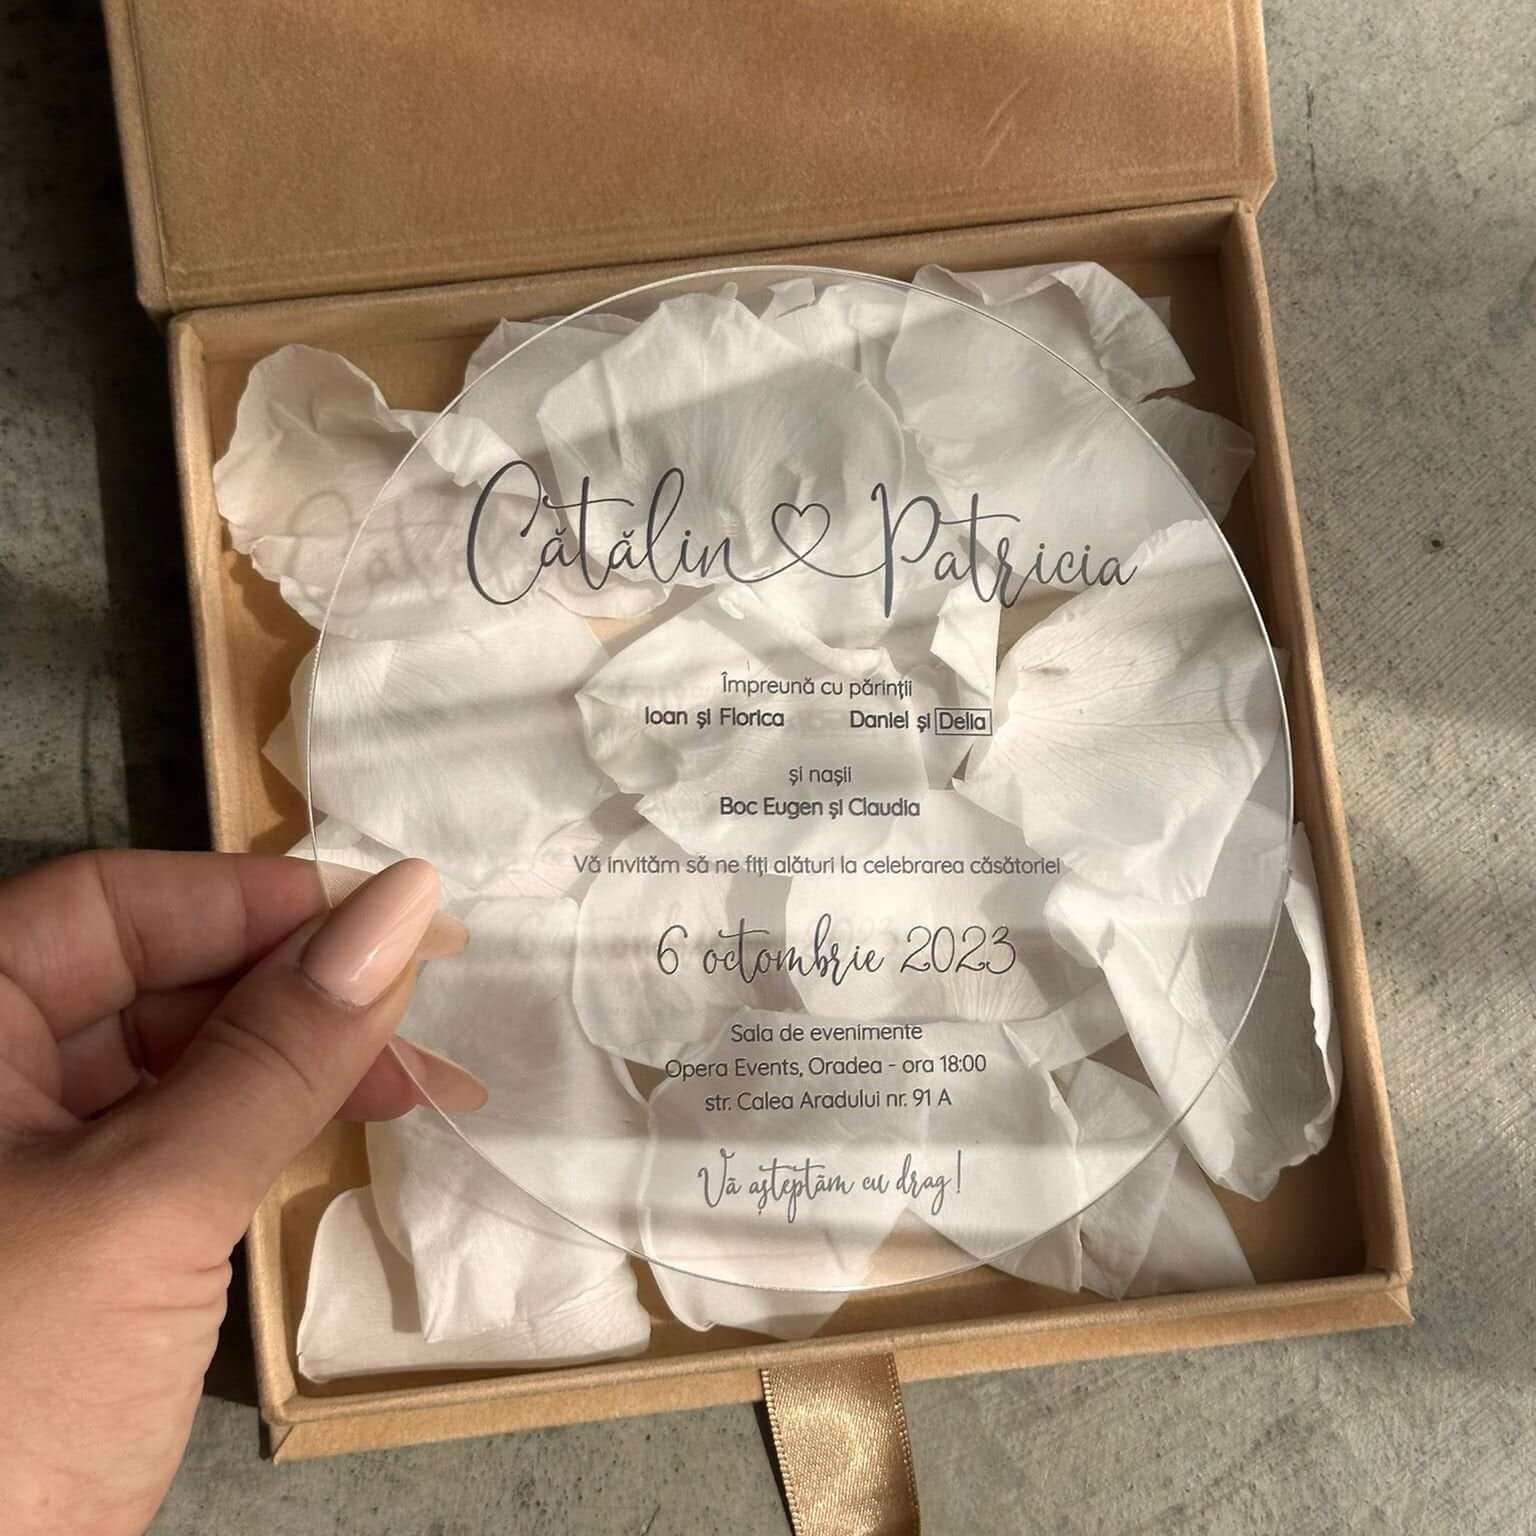 Cătălin Patricia
Împreună cu părinții
Ioan și Florica Daniel și Delia
și nașii
Boc Eugen și Claudia
Vă invităm să ne fiți alături la celebrarea căsătoriei
6 octombrie 2023
Sala de evenimente
Opera Events, Oradea - ora 18:00
str. Calea Aradului nr. 91 A
Vă așteptăm cu drag!